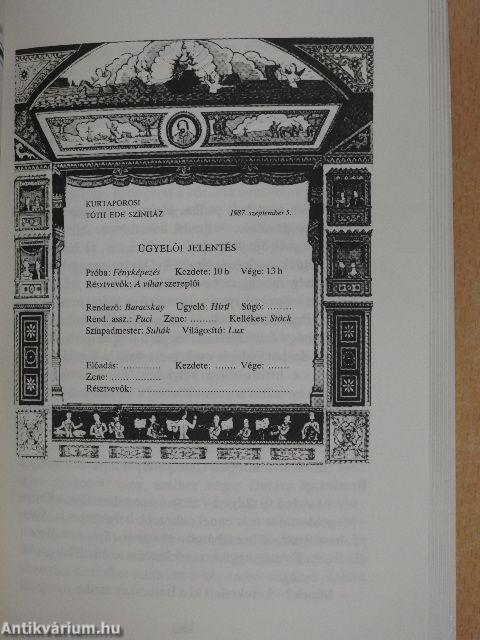 KURTAPOROSI
TÓTH EDE SZÍNHÁZ 1987. szeptember 5.
ÜGYELŐI JELENTÉS
Próba: Fényképezés Kezdete: 10 h Vége: 13 h
Résztvevők: A vihar szereplői
Rendező: Baracskay Ügyelő: Hirtl Súgó: ........
Rend. assz.: Puci Zene: ......... Kellékes: Stöck
Színpadmester: Suhák Világosító: Lux
Előadás: ............ Kezdete: ....... Vége: .......
Zene: ................
Résztvevők: ..........................................
Antikvárium.hu